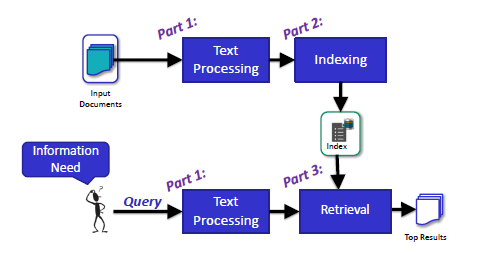 Part 1:
Part 2:
Text
Processing
Indexing
Input
Documents
Index
Information
Need
?
Part 1:
Part 3:
Query
Text
Processing
Retrieval
Top Results